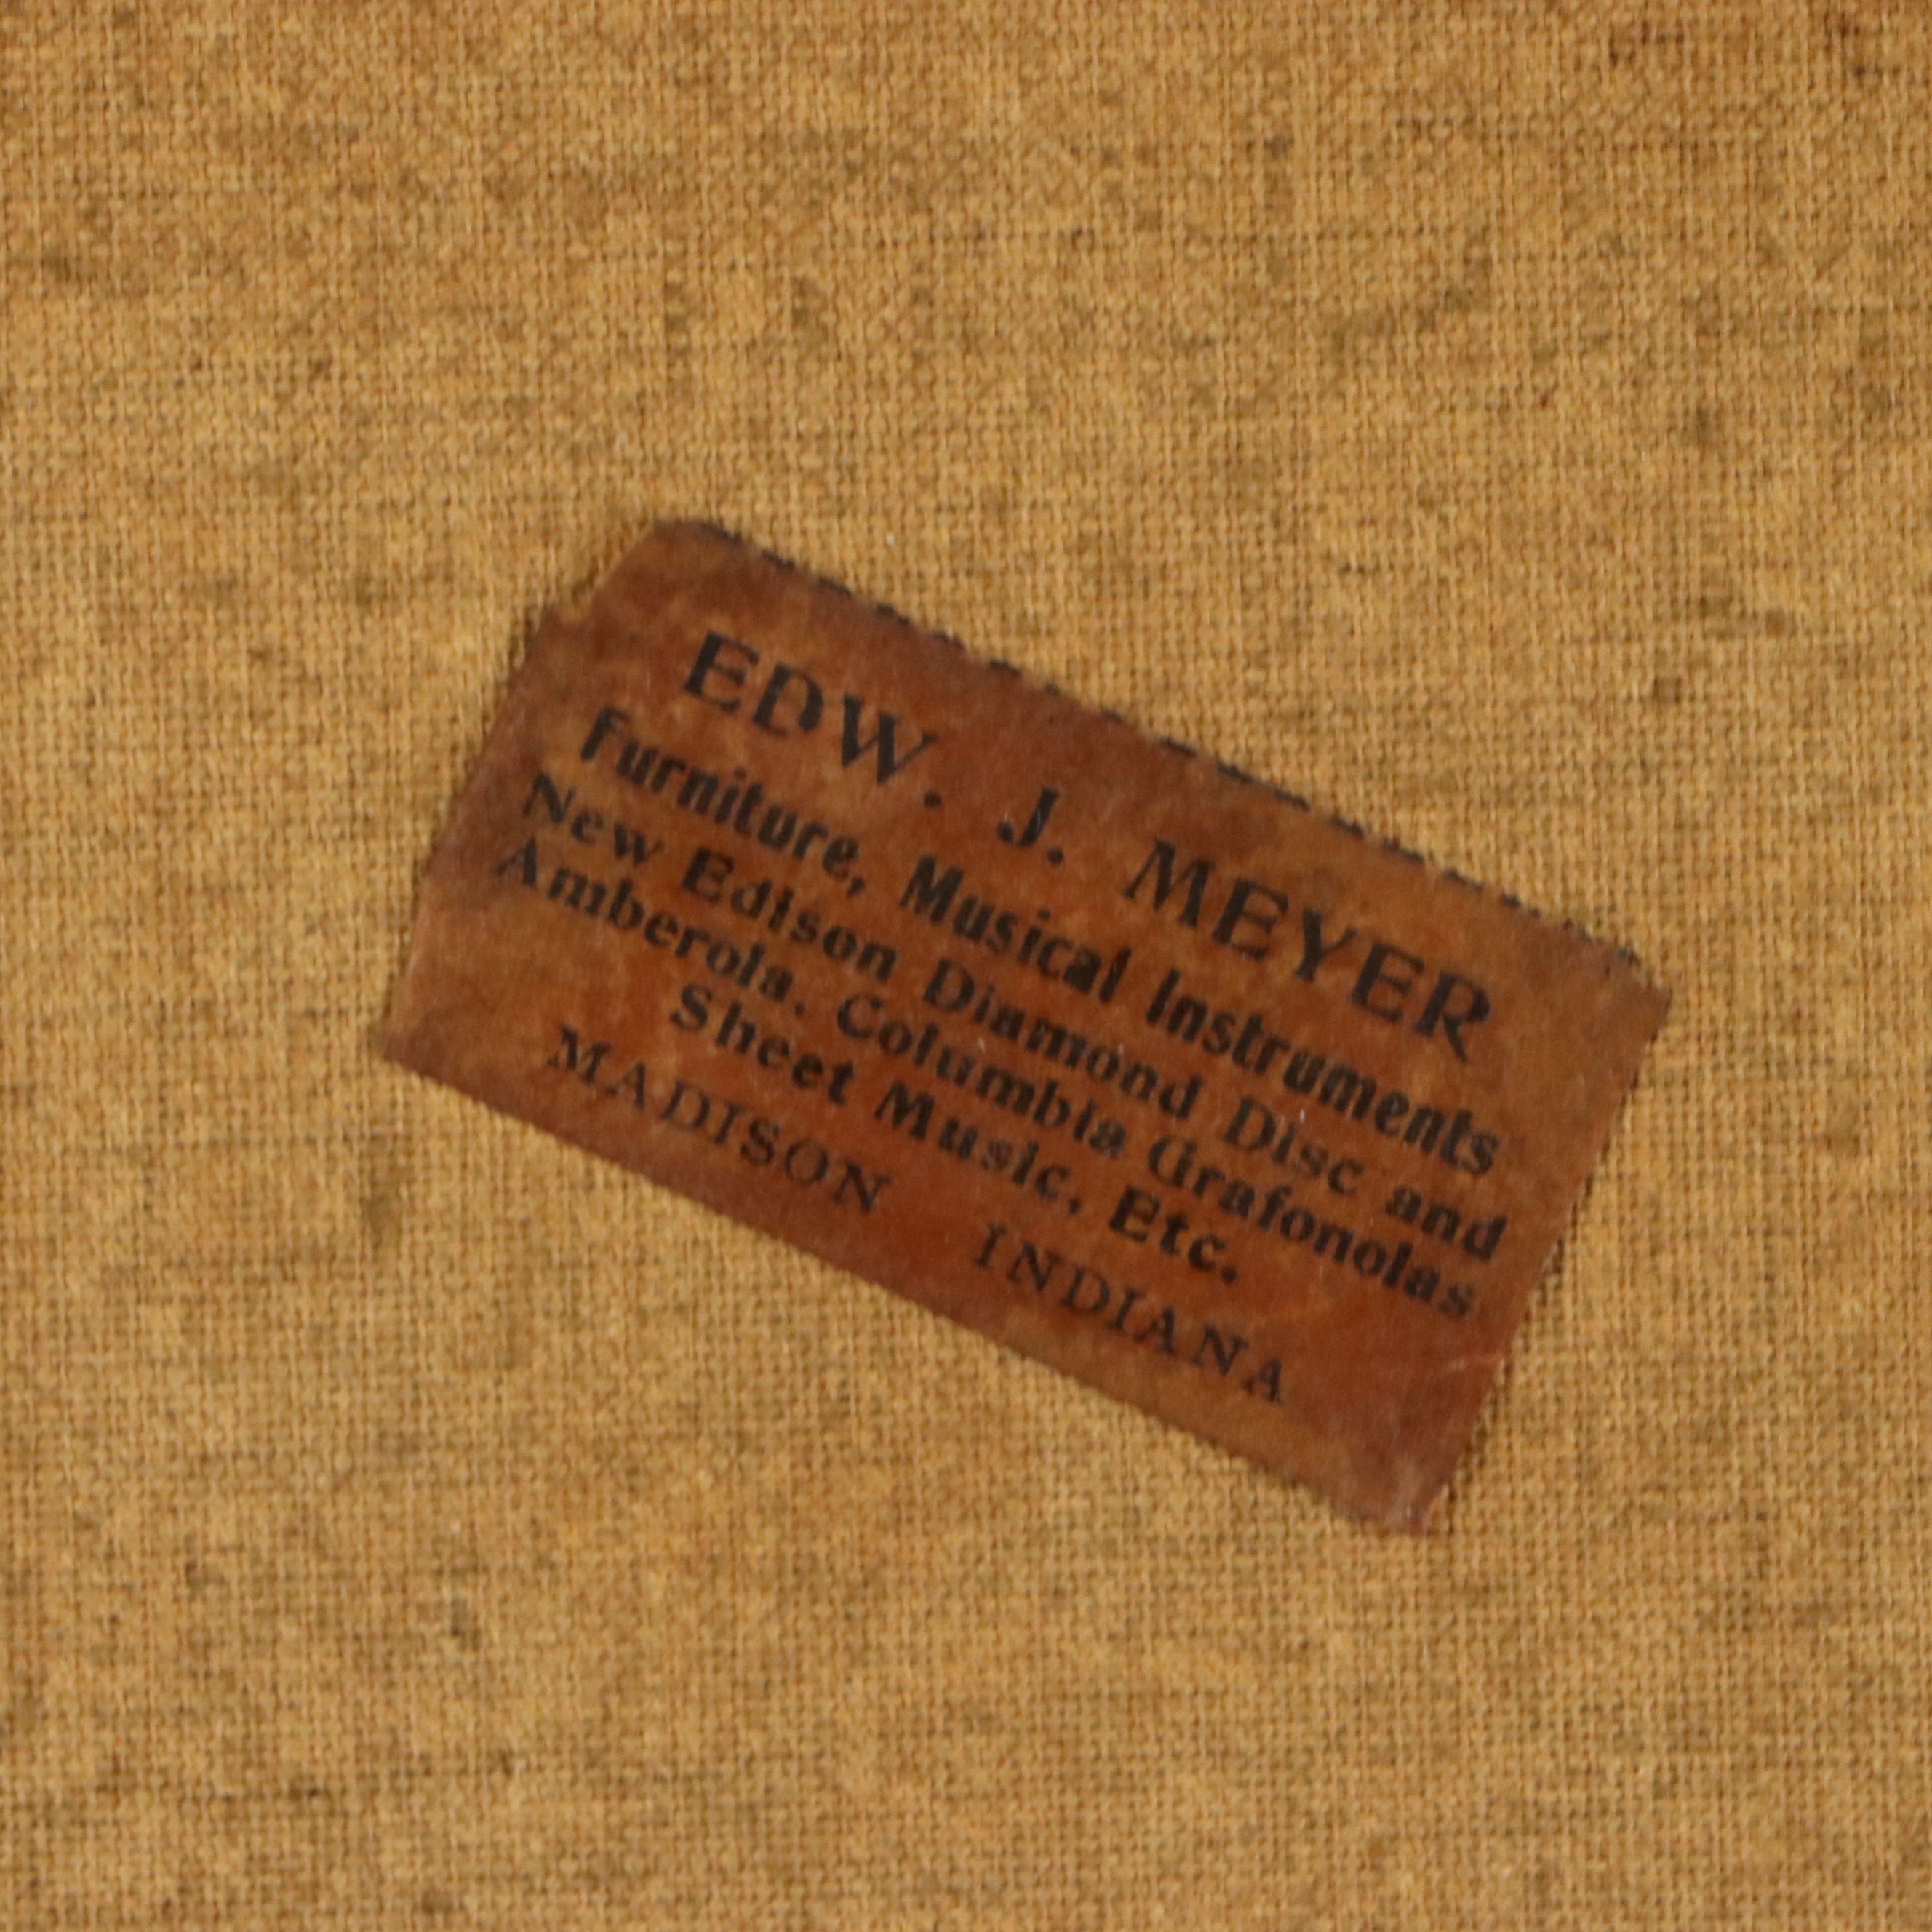 EDW. J. MEYER
Furniture, Musical Instruments
New Edison Diamond Disc and
Amberola. Columbia Grafonolas
Sheet Music, Etc.
MADISON INDIANA